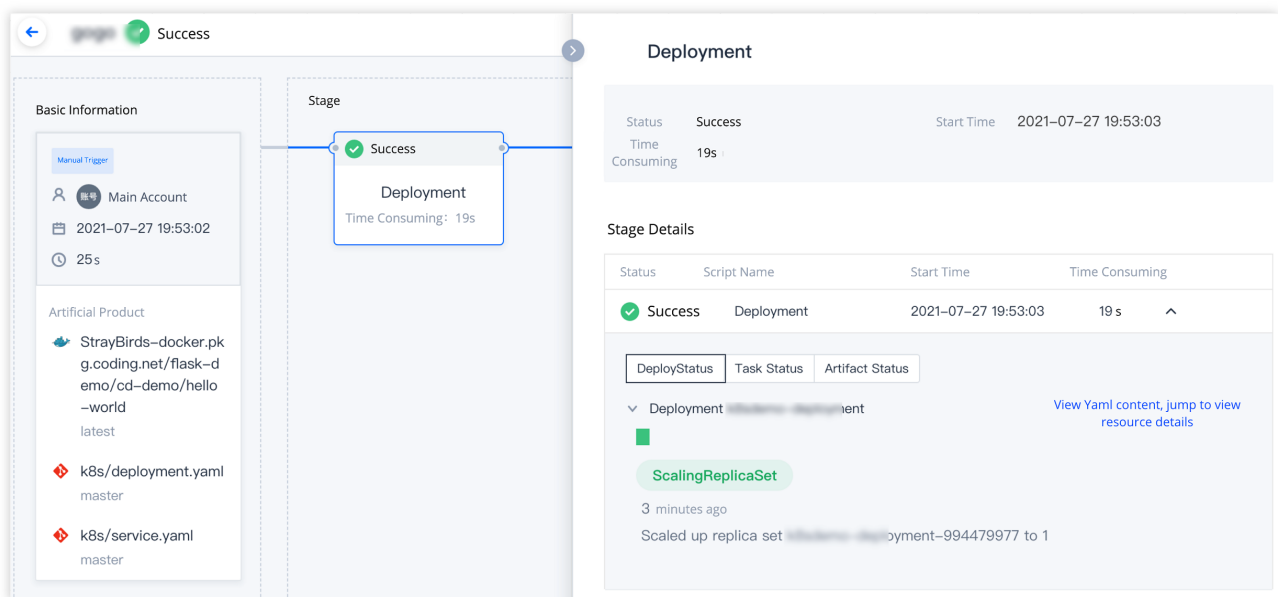 Success
Basic Information
Manual Trigger
账号 Main Account
2021-07-27 19:53:02
25s
Artificial Product
StrayBirds-docker.pk
g.coding.net/flask-d
emo/cd-demo/hello
-world
latest
k8s/deployment.yaml
master
k8s/service.yaml
master
Stage
Success
Deployment
Time Consuming: 19s
Deployment
Status Success Start Time 2021-07-27 19:53:03
Time
Consuming 19s
Stage Details
Status Script Name Start Time Time Consuming
Success Deployment 2021-07-27 19:53:03 19 s
DeployStatus Task Status Artifact Status
Deployment
View Yaml content, jump to view
resource details
ScalingReplicaSet
3 minutes ago
Scaled up replica set oyment-994479977 to 1